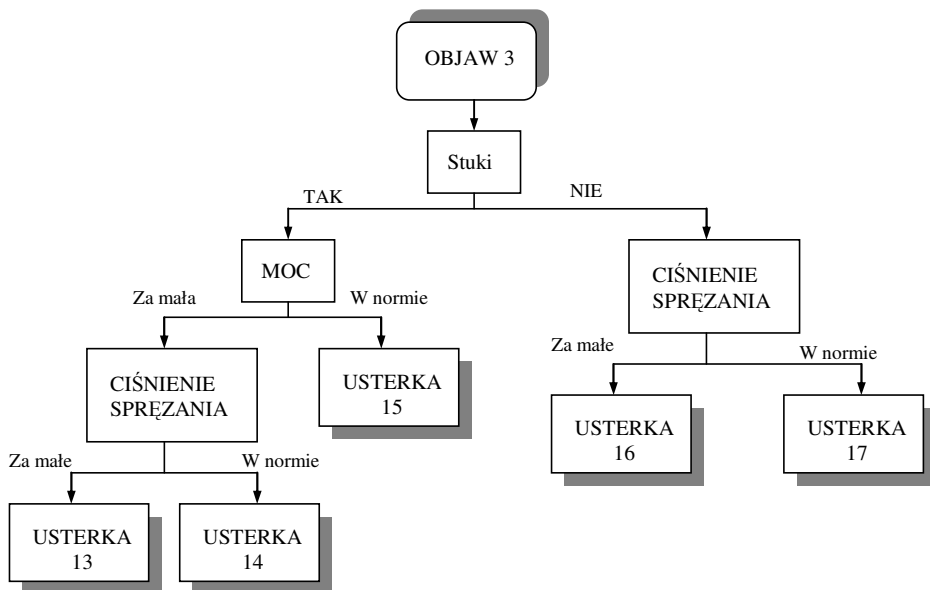 OBJAW 3
Stuki
TAK
NIE
MOC
CIŚNIENIE
SPRĘZANIA
Za mała
W normie
Za małe
W normie
CIŚNIENIE
SPRĘZANIA
USTERKA
15
USTERKA
16
USTERKA
17
Za małe
W normie
USTERKA
13
USTERKA
14